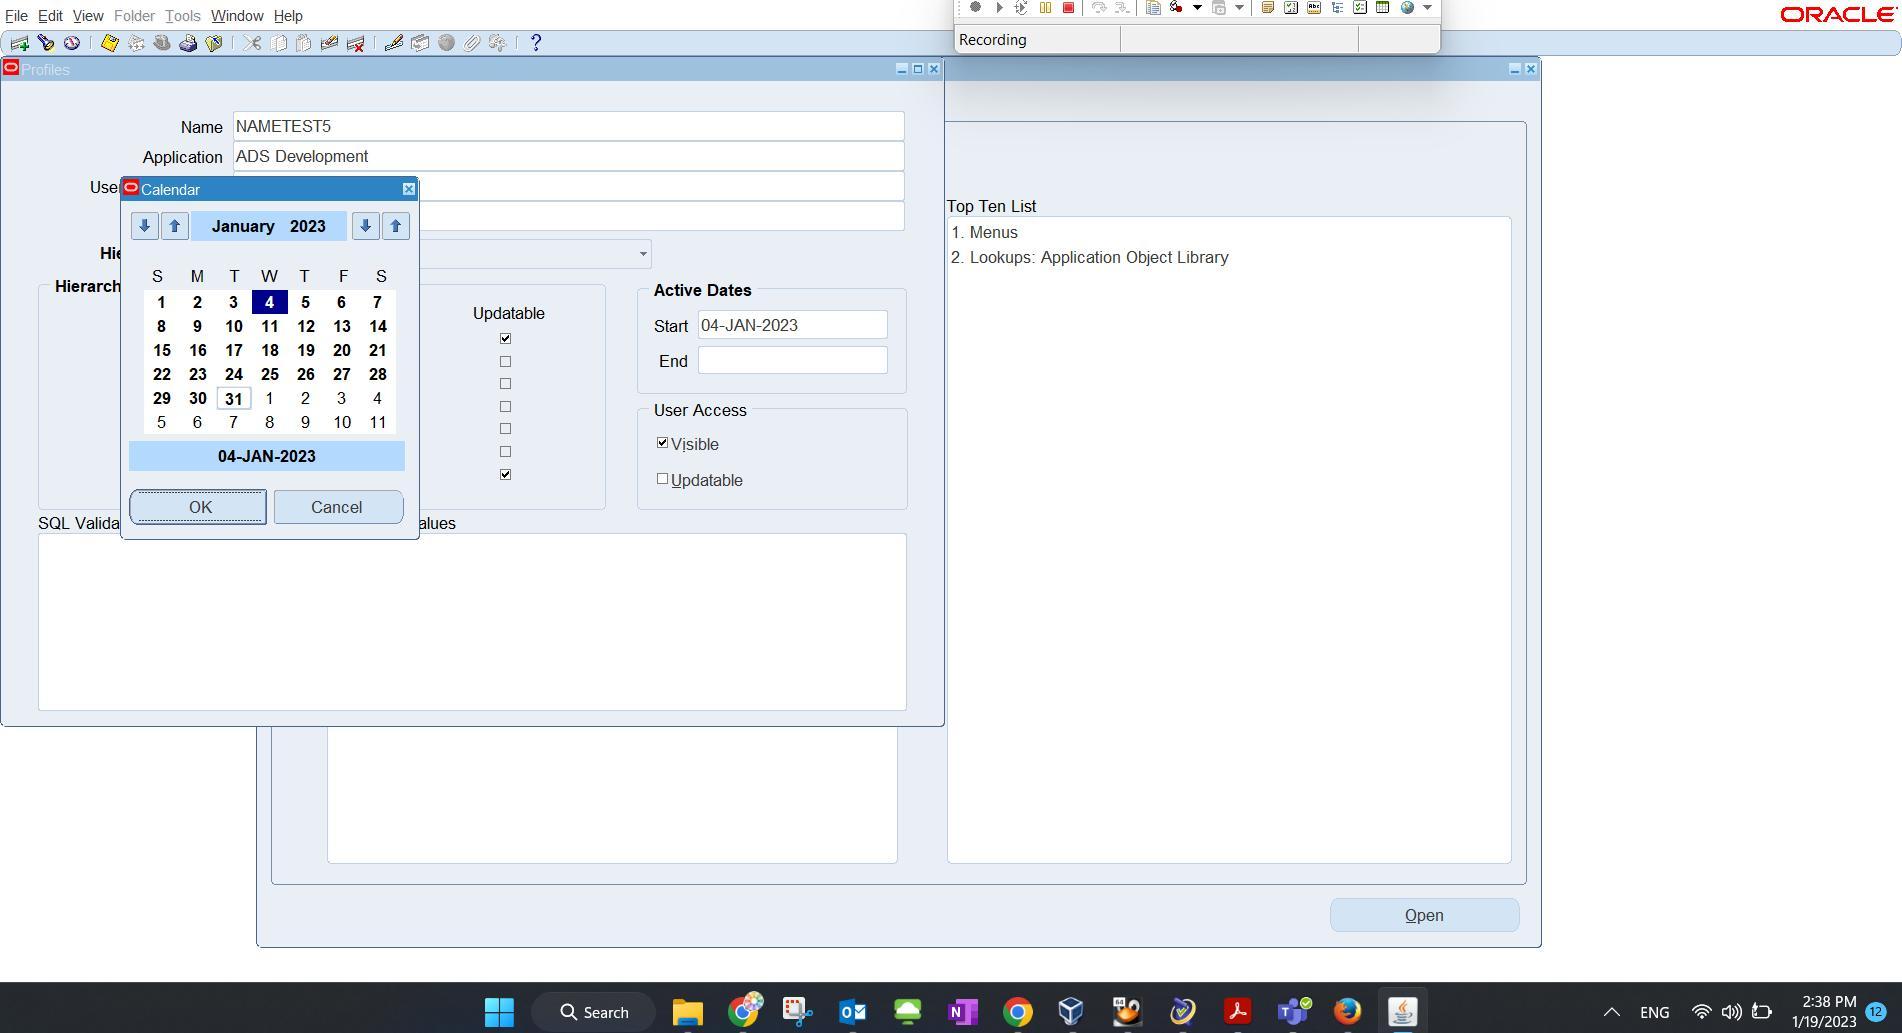 File Edit View Folder Tools Window Help
ORACLE
Recording
Profiles
Name NAMETEST5
Application ADS Development
Use
Calendar
January 2023
S M T W T F S
1 2 3 4 5 6 7
8 9 10 11 12 13 14
15 16 17 18 19 20 21
22 23 24 25 26 27 28
29 30 31 1 2 3 4
5 6 7 8 9 10 11
04-JAN-2023
OK Cancel
Hie
Hierarch
Updatable
Active Dates
Start 04-JAN-2023
End
User Access
Visible
Updatable
SQL Valida
alues
Top Ten List
1. Menus
2. Lookups: Application Object Library
Open
Search
ENG
2:38 PM
1/19/2023
12